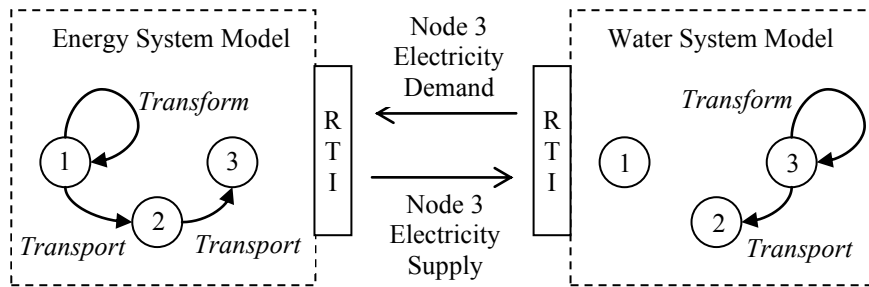 Energy System Model
Transform
1
3
2
Transport
Transport
R
T
I
Node 3
Electricity
Demand
Node 3
Electricity
Supply
R
T
I
Water System Model
Transform
1
3
2
Transport